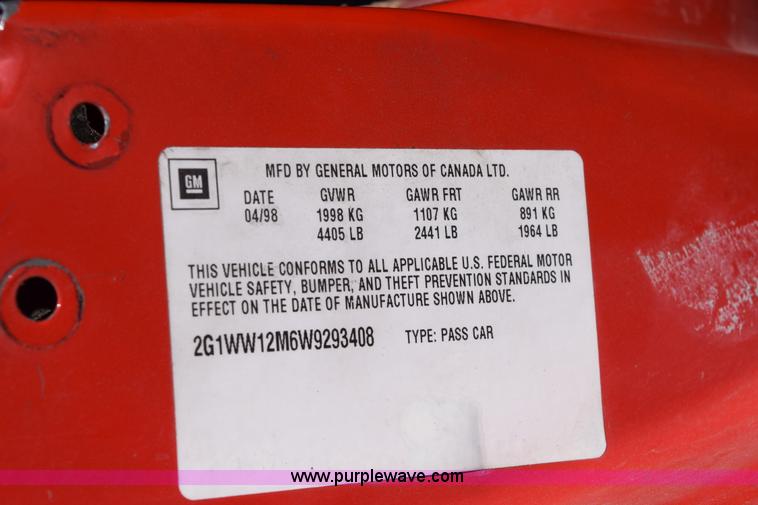 GM
MFD BY GENERAL MOTORS OF CANADA LTD.
DATE GVWR GAWR FRT GAWR RR
04/98 1998 KG 1107 KG 891 KG
4405 LB 2441 LB 1964 LB
THIS VEHICLE CONFORMS TO ALL APPLICABLE U.S. FEDERAL MOTOR
VEHICLE SAFETY, BUMPER, AND THEFT PREVENTION STANDARDS IN
EFFECT ON THE DATE OF MANUFACTURE SHOWN ABOVE.
2G1WW12M6W9293408 TYPE: PASS CAR
www.purplewave.com